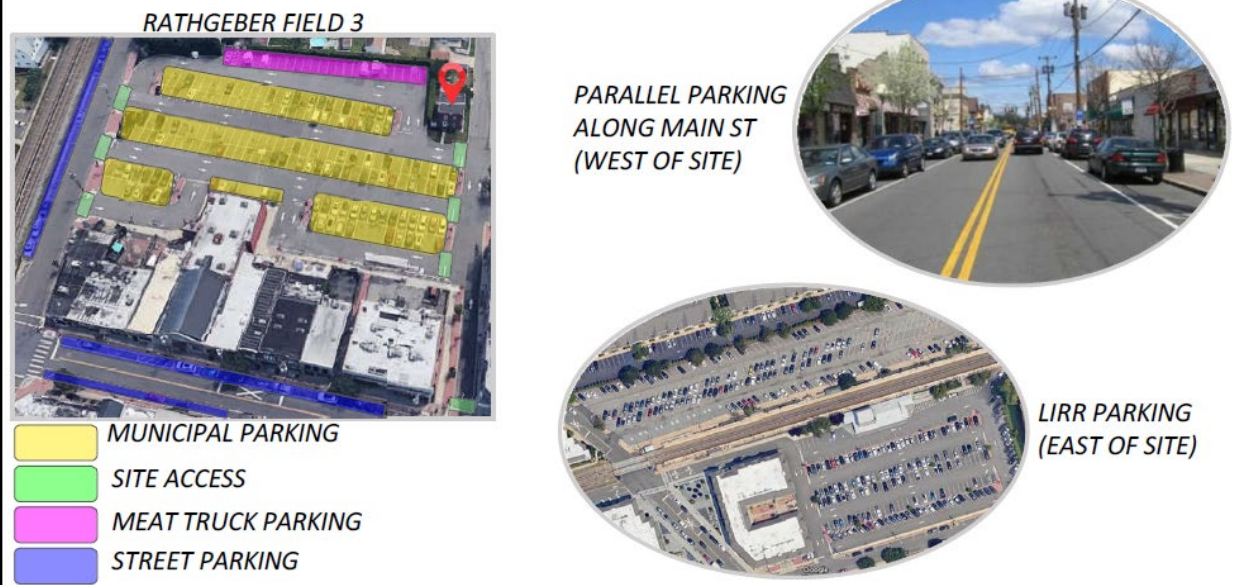 RATHGEBER FIELD 3
PARALLEL PARKING
ALONG MAIN ST
(WEST OF SITE)
LIRR PARKING
(EAST OF SITE)
MUNICIPAL PARKING
SITE ACCESS
MEAT TRUCK PARKING
STREET PARKING
Google